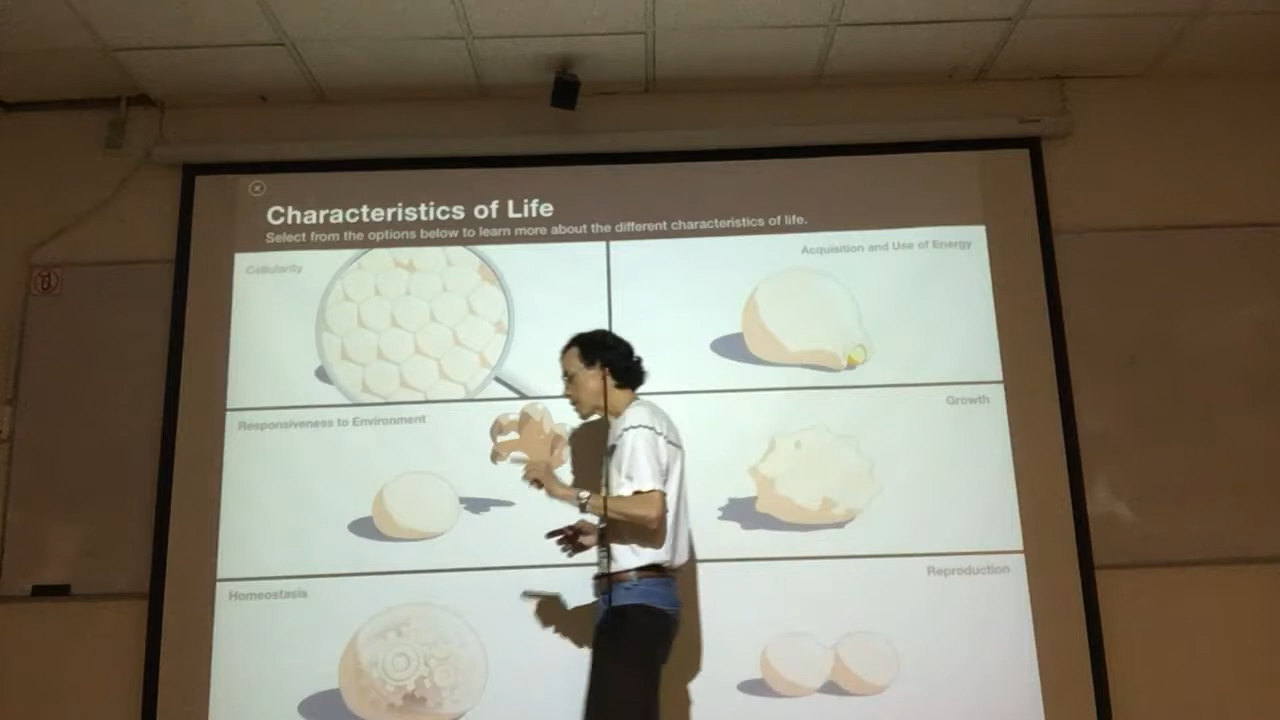 Characteristics of Life
Select from the options below to learn more about the different characteristics of life.
Cellularity
Acquisition and Use of Energy
Responsiveness to Environment
Growth
Homeostasis
Reproduction